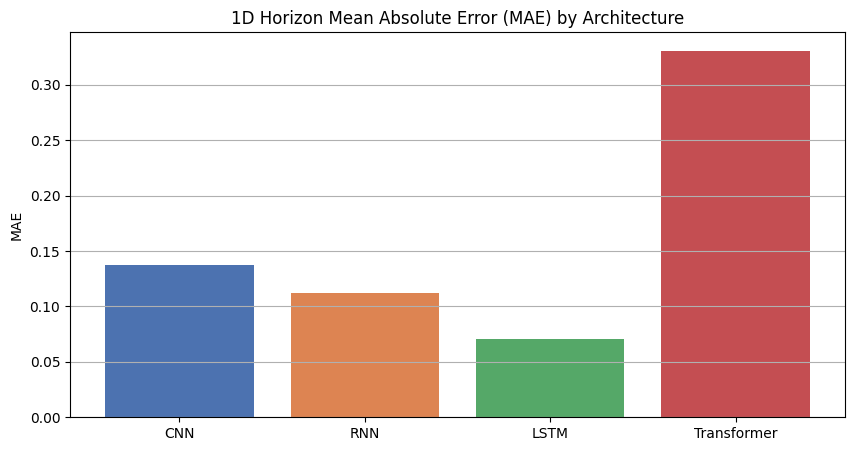 1D Horizon Mean Absolute Error (MAE) by Architecture
MAE
0.30
0.25
0.20
0.15
0.10
0.05
0.00
CNN RNN LSTM Transformer